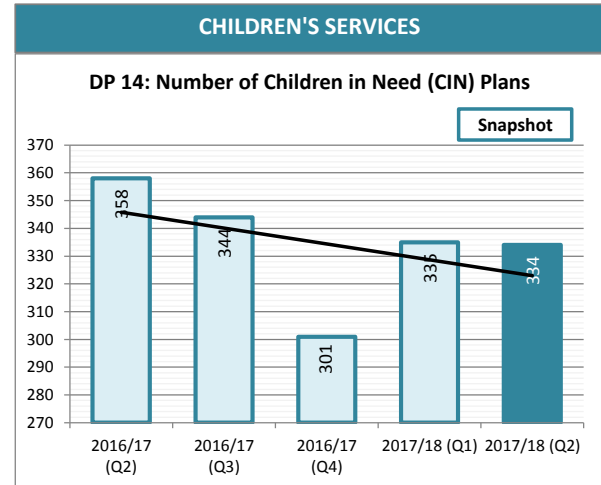 CHILDREN'S SERVICES
DP 14: Number of Children in Need (CIN) Plans
Snapshot
370
360
350
340
330
320
310
300
290
280
270
358
344
301
335
334
2016/17 (Q2)
2016/17 (Q3)
2016/17 (Q4)
2017/18 (Q1)
2017/18 (Q2)